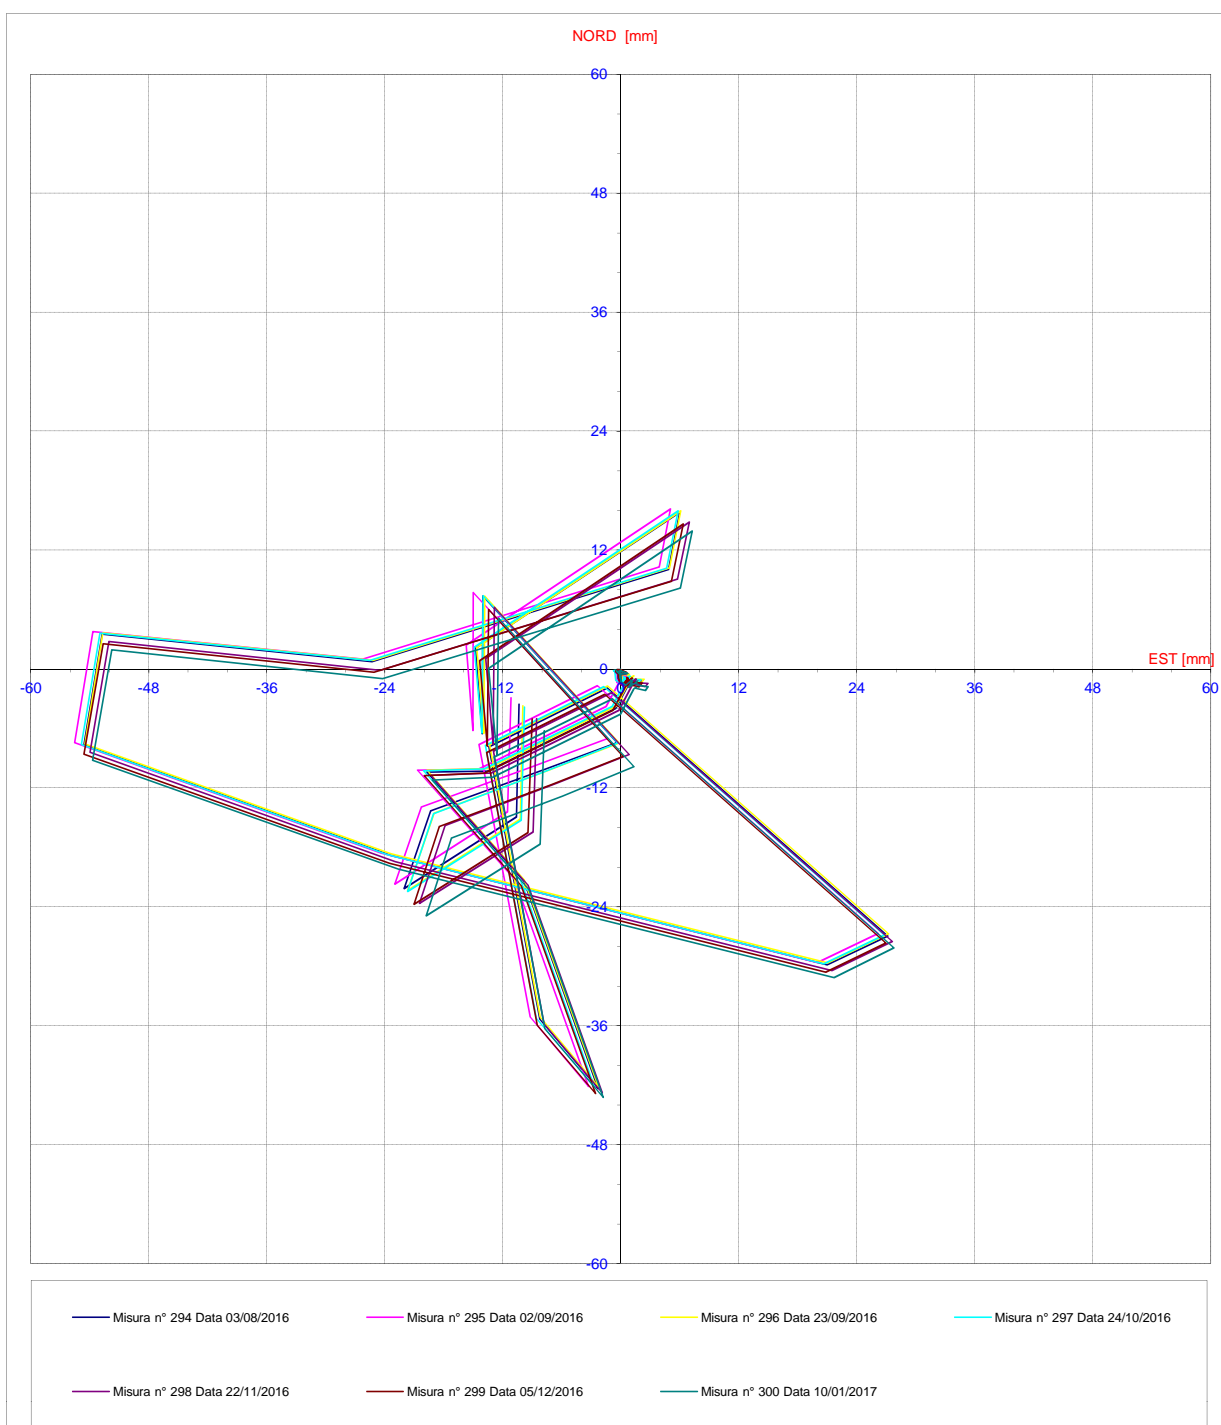 NORD [mm]
60
48
36
24
12
0
EST [mm]
-60 -48 -36 -24 -12 0 12 24 36 48 60
-12
-24
-36
-48
-60
Misura n° 294 Data 03/08/2016 Misura n° 295 Data 02/09/2016 Misura n° 296 Data 23/09/2016 Misura n° 297 Data 24/10/2016
Misura n° 298 Data 22/11/2016 Misura n° 299 Data 05/12/2016 Misura n° 300 Data 10/01/2017